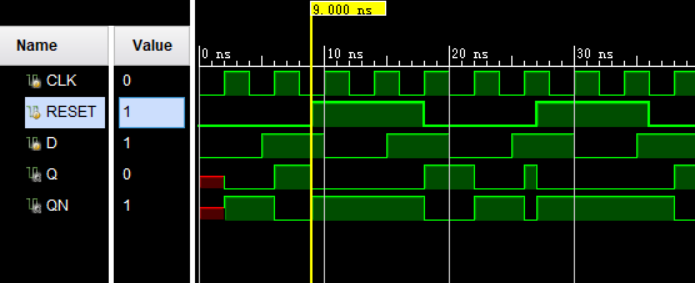 9.000 ns
Name Value
0 ns 10 ns 20 ns 30 ns
CLK 0
RESET 1
D 1
Q 0
QN 1